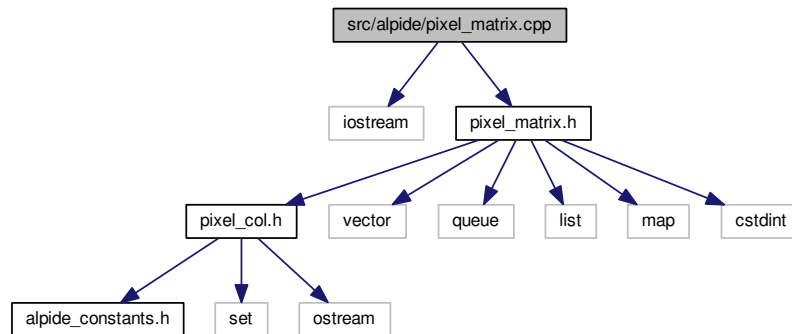 src/alpide/pixel_matrix.cpp
iostream
pixel_matrix.h
pixel_col.h
vector
queue
list
map
cstdint
alpide_constants.h
set
ostream